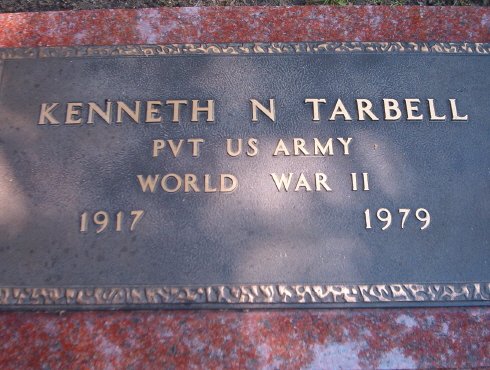 KENNETH N TARBELL
PVT US ARMY
WORLD WAR II
1917 1979